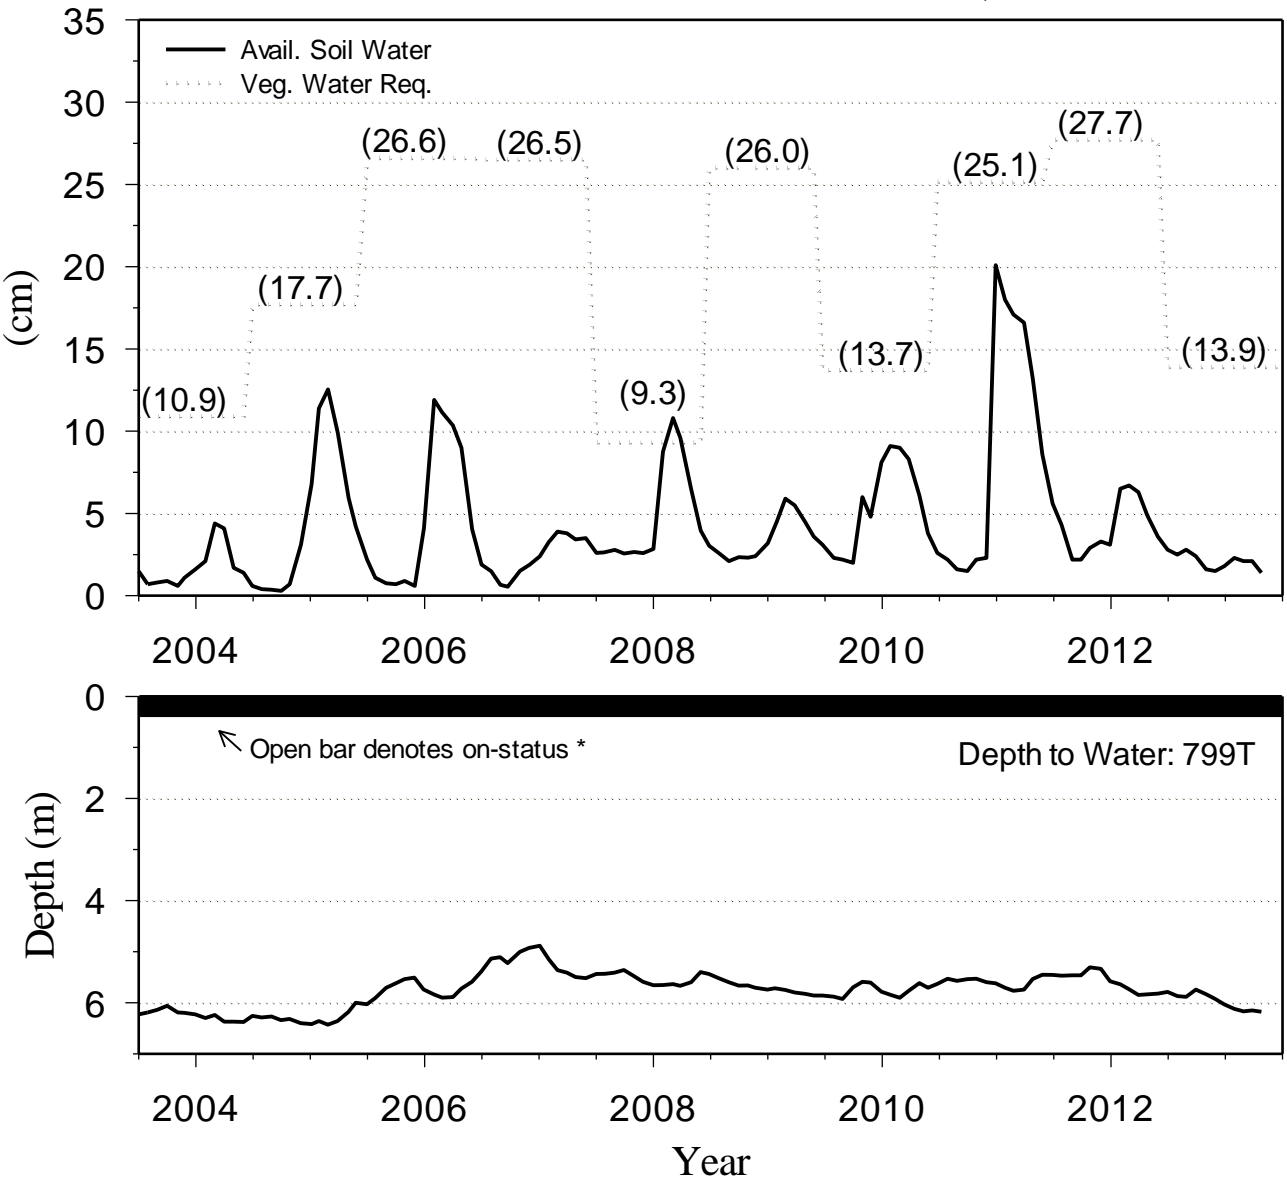 35
Avail. Soil Water
Veg. Water Req.
30
(27.7)
(26.6)
(26.5)
(26.0)
(25.1)
25
20
(17.7)
(cm)
15
(13.7)
(13.9)
(10.9)
(9.3)
10
5
0
2004 2006 2008 2010 2012
0
Open bar denotes on-status *
Depth to Water: 799T
2
Depth (m)
4
6
2004 2006 2008 2010 2012
Year